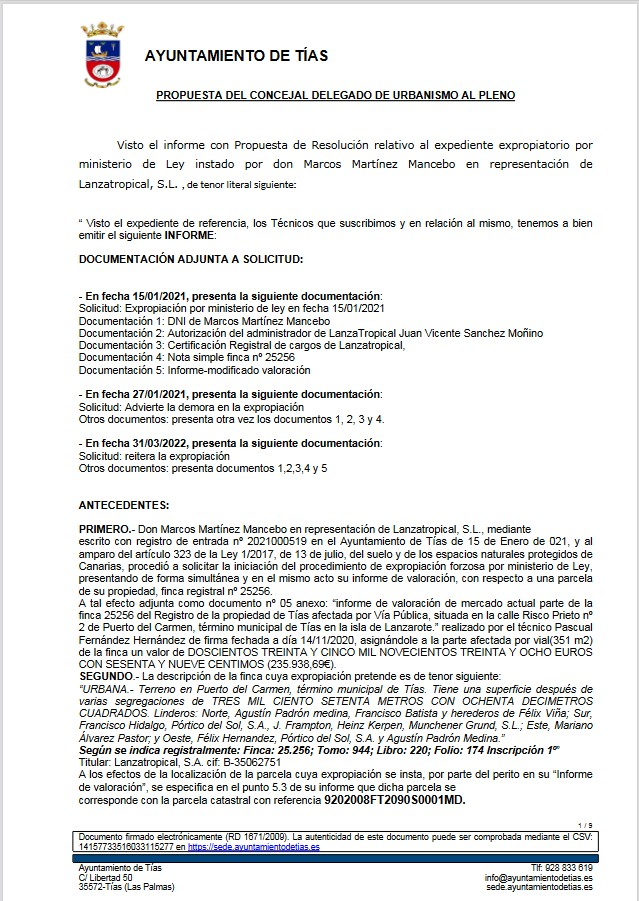 AYUNTAMIENTO DE TÍAS
PROPUESTA DEL CONCEJAL DELEGADO DE URBANISMO AL PLENO
Visto el informe con Propuesta de Resolución relativo al expediente expropiatorio por
ministerio de Ley instado por don Marcos Martínez Mancebo en representación de
Lanzatropical, S.L. , de tenor literal siguiente:
" Visto el expediente de referencia, los Técnicos que suscribimos y en relación al mismo, tenemos a bien
emitir el siguiente INFORME:
DOCUMENTACIÓN ADJUNTA A SOLICITUD:
- En fecha 15/01/2021, presenta la siguiente documentación:
Solicitud: Expropiación por ministerio de ley en fecha 15/01/2021
Documentación 1: DNI de Marcos Martínez Mancebo
Documentación 2: Autorización del administrador de LanzaTropical Juan Vicente Sanchez Moñino
Documentación 3: Certificación Registral de cargos de Lanzatropical,
Documentación 4: Nota simple finca nº 25256
Documentación 5: Informe-modificado valoración
- En fecha 27/01/2021, presenta la siguiente documentación:
Solicitud: Advierte la demora en la expropiación
Otros documentos: presenta otra vez los documentos 1, 2, 3 y 4.
- En fecha 31/03/2022, presenta la siguiente documentación:
Solicitud: reitera la expropiación
Otros documentos: presenta documentos 1,2,3,4 y 5
ANTECEDENTES:
PRIMERO.- Don Marcos Martínez Mancebo en representación de Lanzatropical, S.L., mediante
escrito con registro de entrada nº 2021000519 en el Ayuntamiento de Tías de 15 de Enero de 021, y al
amparo del artículo 323 de la Ley 1/2017, de 13 de julio, del suelo y de los espacios naturales protegidos de
Canarias, procedió a solicitar la iniciación del procedimiento de expropiación forzosa por ministerio de Ley,
presentando de forma simultánea y en el mismo acto su informe de valoración, con respecto a una parcela
de su propiedad, finca registral nº 25256.
A tal efecto adjunta como documento nº 05 anexo: "informe de valoración de mercado actual parte de la
finca 25256 del Registro de la propiedad de Tías afectada por Vía Pública, situada en la calle Risco Prieto nº
2 de Puerto del Carmen, término municipal de Tías en la isla de Lanzarote." realizado por el técnico Pascual
Fernández Hernández de firma fechada a día 14/11/2020, asignándole a la parte afectada por vial(351 m2)
de la finca un valor de DOSCIENTOS TREINTA Y CINCO MIL NOVECIENTOS TREINTA Y OCHO EUROS
CON SESENTA Y NUEVE CENTIMOS (235.938,69€).
SEGUNDO.- La descripción de la finca cuya expropiación pretende es de tenor siguiente:
"URBANA.- Terreno en Puerto del Carmen, término municipal de Tías. Tiene una superficie después de
varias segregaciones de TRES MIL CIENTO SETENTA METROS CON OCHENTA DECIMETROS
CUADRADOS. Linderos: Norte, Agustín Padrón medina, Francisco Batista y herederos de Félix Viña; Sur,
Francisco Hidalgo, Pórtico del Sol, S.A., J. Frampton, Heinz Kerpen, Munchener Grund, S.L.; Este, Mariano
Álvarez Pastor; y Oeste, Félix Hernandez, Pórtico del Sol, S.A. y Agustín Padrón Medina."
Según se indica registralmente: Finca: 25.256; Tomo: 944; Libro: 220; Folio: 174 Inscripción 1º"
Titular: Lanzatropical, S.A. cif: B-35062751
A los efectos de la localización de la parcela cuya expropiación se insta, por parte del perito en su "Informe
de valoración", se especifica en el punto 5.3 de su informe que dicha parcela se
corresponde con la parcela catastral con referencia 9202008FT2090S0001MD.
1 / 9
Documento firmado electrónicamente (RD 1671/2009). La autenticidad de este documento puede ser comprobada mediante el CSV:
14157733516033115277 en https://sede.ayuntamientodetias.es
Ayuntamiento de Tías
C/ Libertad 50
35572-Tías (Las Palmas)
Tlf: 928 833 619
info@ayuntamientodetias.es
sede.ayuntamientodetias.es